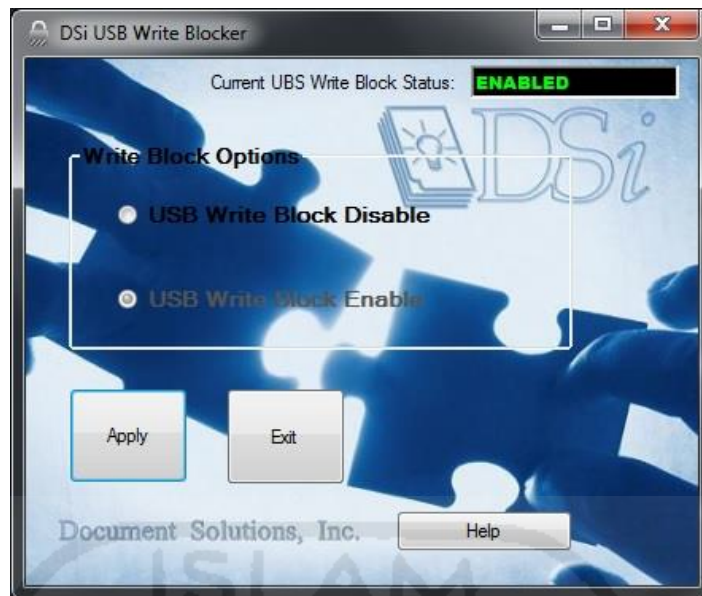 DSi USB Write Blocker
Current UBS Write Block Status: ENABLED
DSi
Write Block Options
USB Write Block Disable
USB Write Block Enable
Apply Exit
Document Solutions, Inc. Help
ISLAM